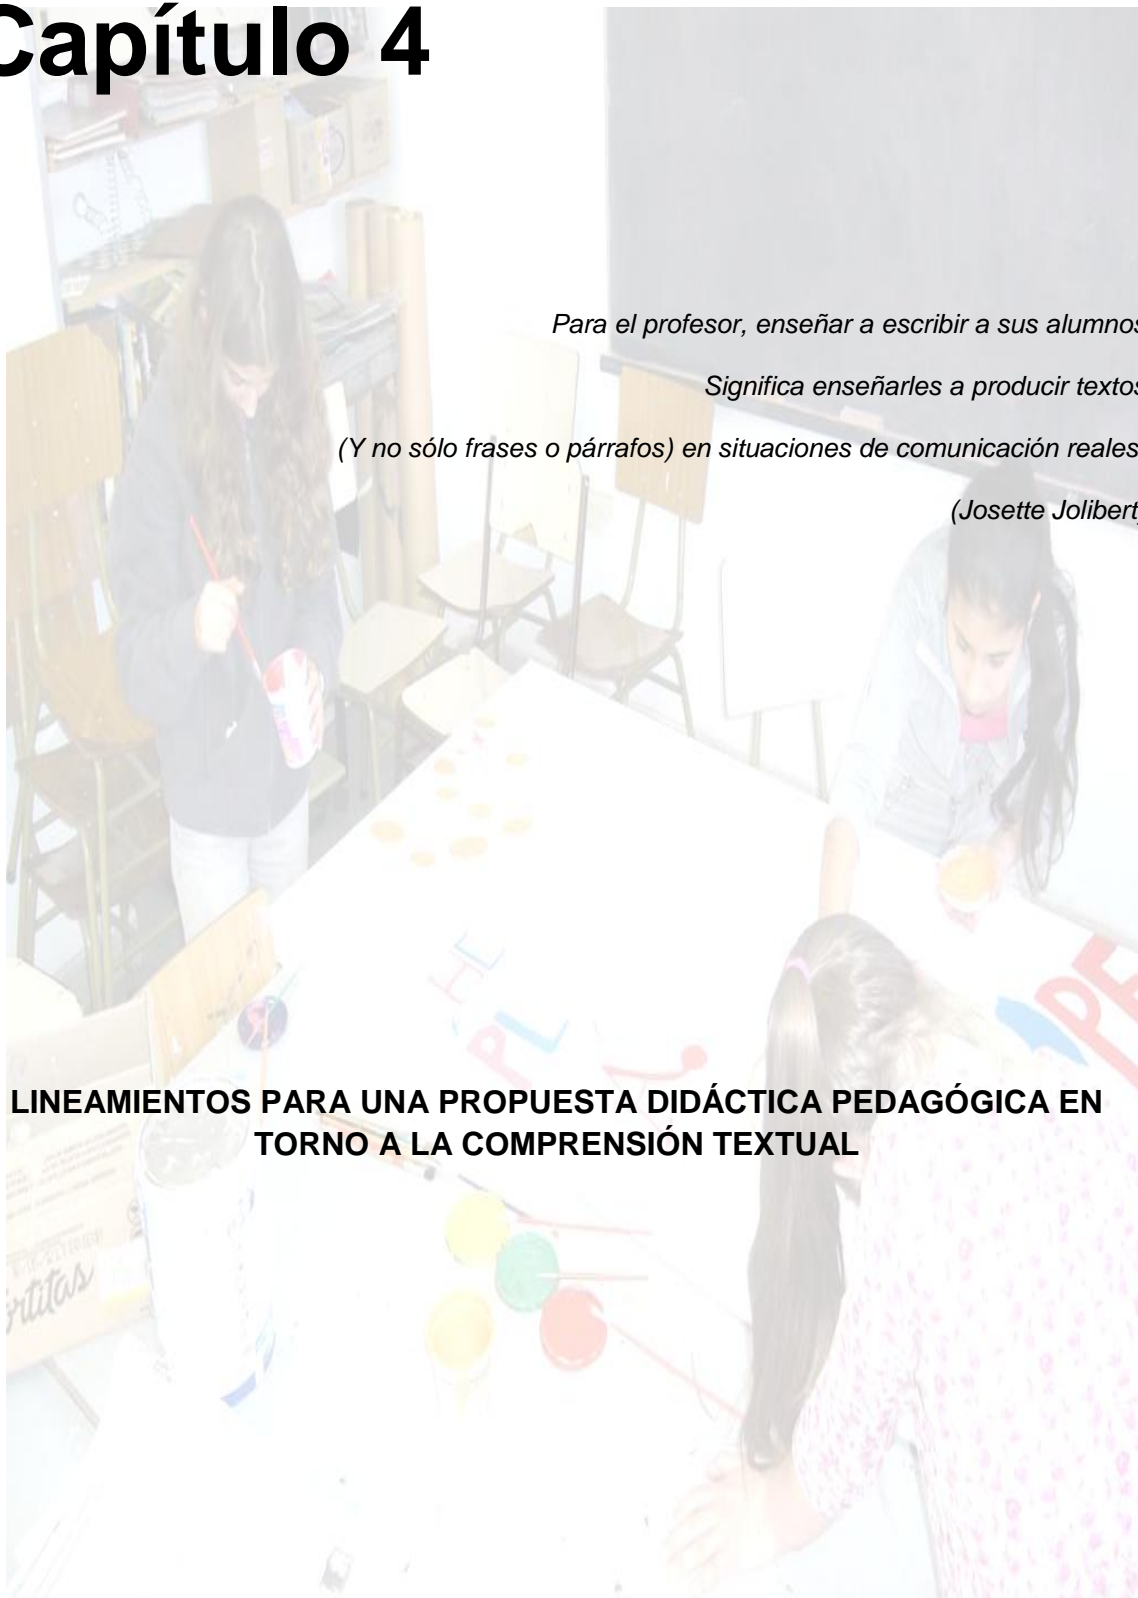 Capítulo 4
Para el profesor, enseñar a escribir a sus alumnos
Significa enseñarles a producir textos
(Y no sólo frases o párrafos) en situaciones de comunicación reales
(Josette Jolibert)
PE
LINEAMIENTOS PARA UNA PROPUESTA DIDÁCTICA PEDAGÓGICA EN
TORNO A LA COMPRENSIÓN TEXTUAL